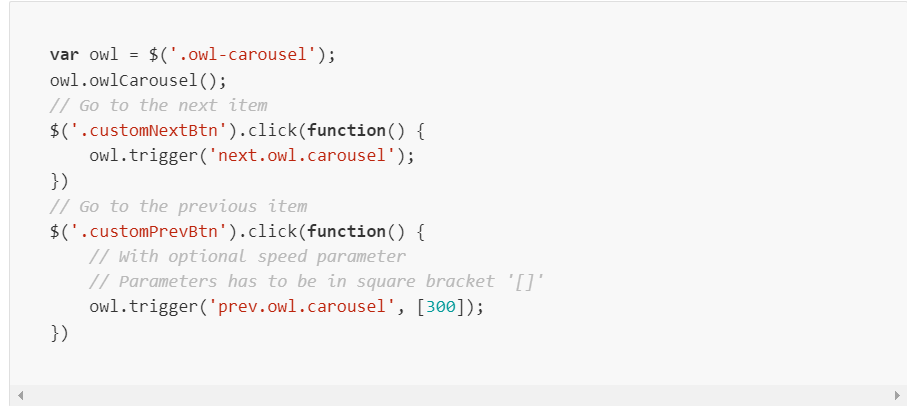 var owl = $('.owl-carousel');
owl.owlCarousel();
// Go to the next item
$('.customNextBtn').click(function() {
    owl.trigger('next.owl.carousel');
})
// Go to the previous item
$('.customPrevBtn').click(function() {
    // With optional speed parameter
    // Parameters has to be in square bracket '[]'
    owl.trigger('prev.owl.carousel', [300]);
})